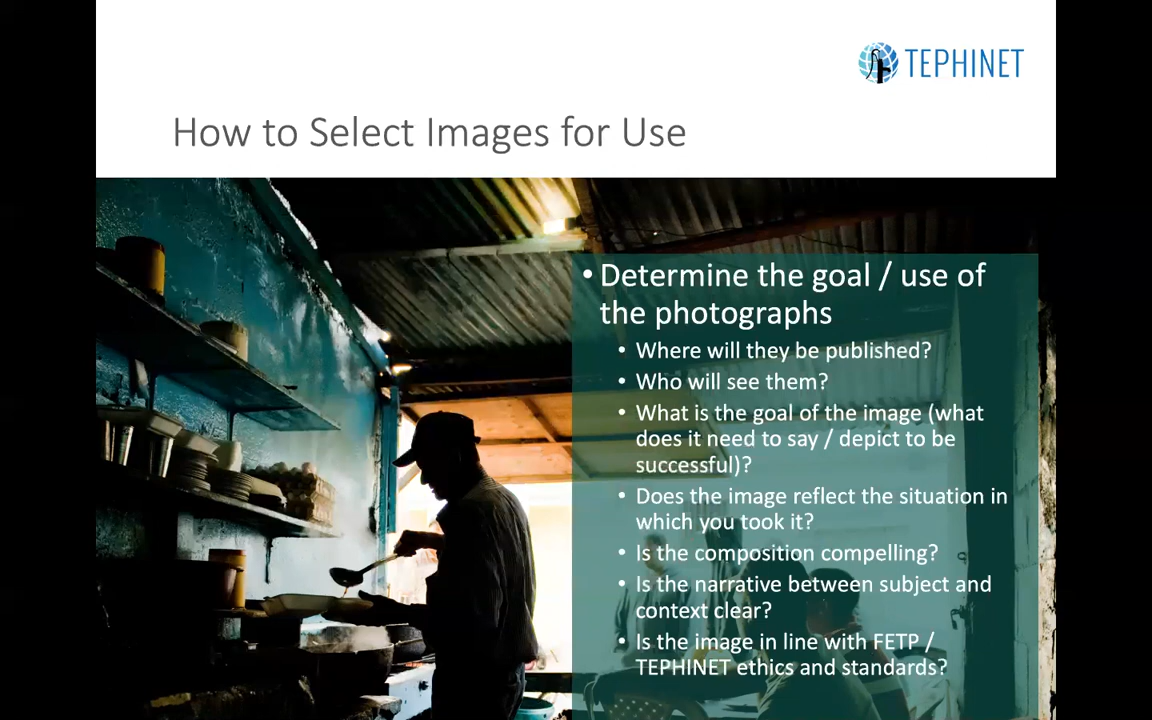 TEPHINET
How to Select Images for Use
• Determine the goal / use of
the photographs
• Where will they be published?
• Who will see them?
• What is the goal of the image (what
does it need to say / depict to be
successful)?
• Does the image reflect the situation in
which you took it?
• Is the composition compelling?
• Is the narrative between subject and
context clear?
• Is the image in line with FETP /
TEPHINET ethics and standards?